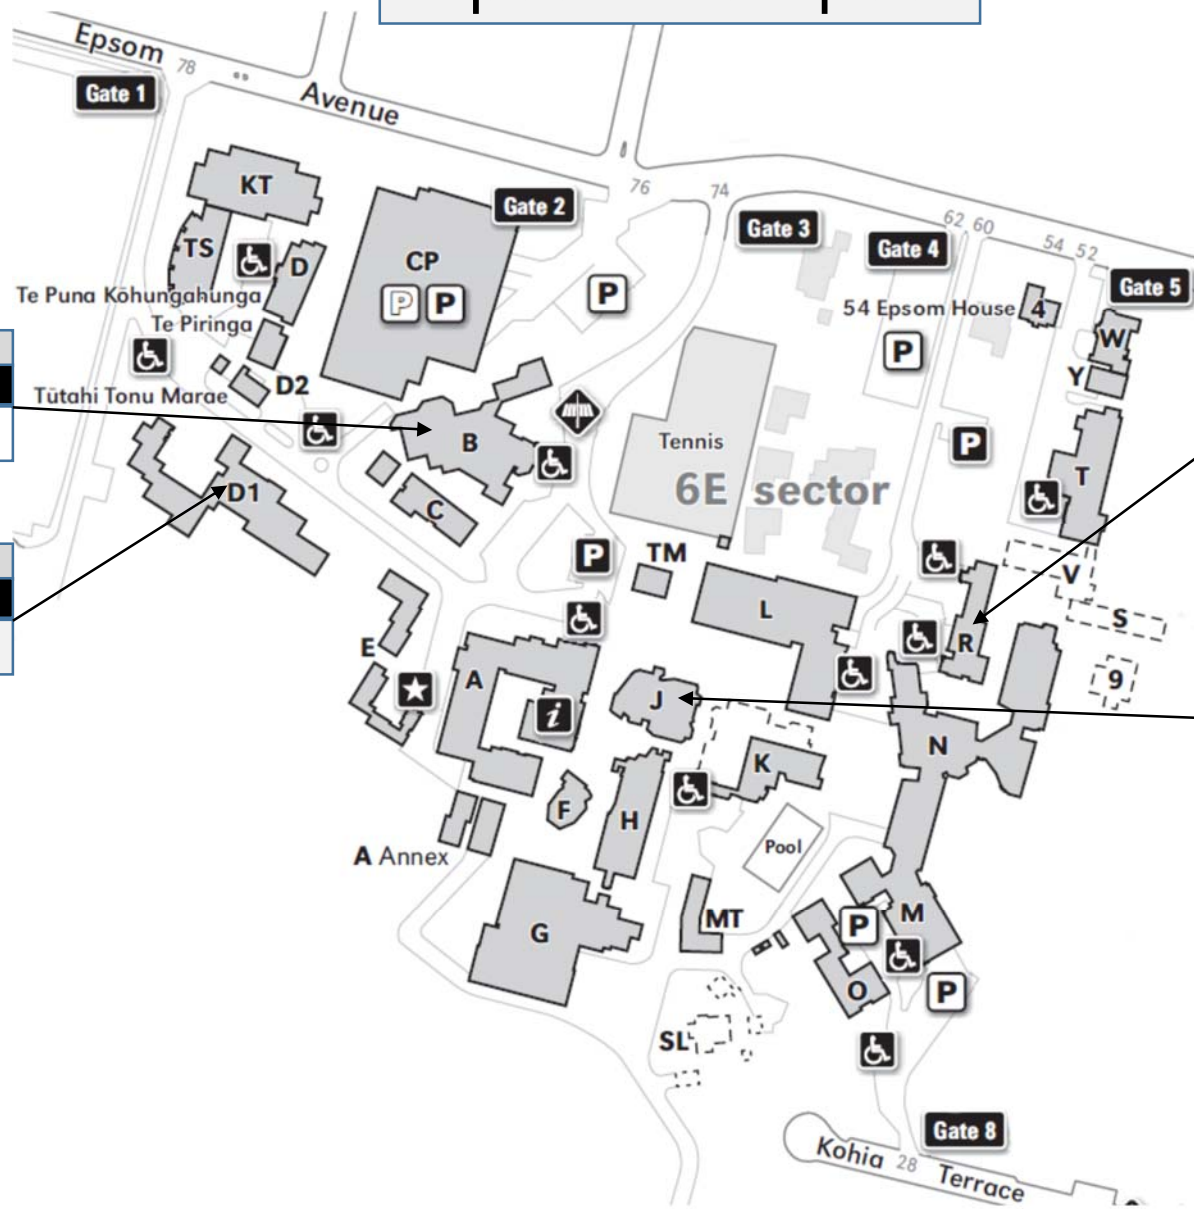 Epsom
78
Avenue
Gate 1
KT
76
74
Gate 2
Gate 3
62 60
Gate 4
54 52
TS
D
CP
P P
P
Gate 5
Te Puna Kōhungahunga
54 Epsom House
4
Te Piringa
W
P
Y
D2
Tūtahi Tonu Marae
B
Tennis
P
T
D1
C
6E sector
P
TM
V
L
S
R
E
A
J
9
i
N
K
F
H
Pool
A Annex
MT
M
G
P
O
P
SL
Gate 8
Kohia 28 Terrace